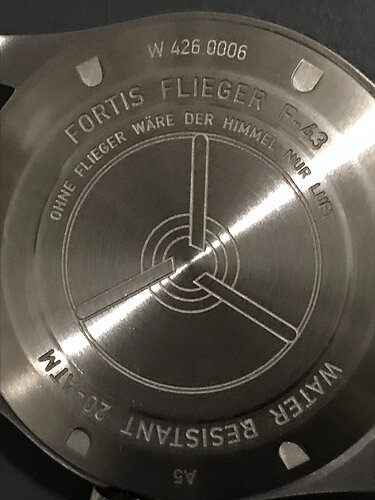 W 426 0006
FORTIS FLIEGER F-43
OHNE FLIEGER WÄRE DER HIMMEL NUR LUFT
WATER RESISTANT 20-ATM
A5